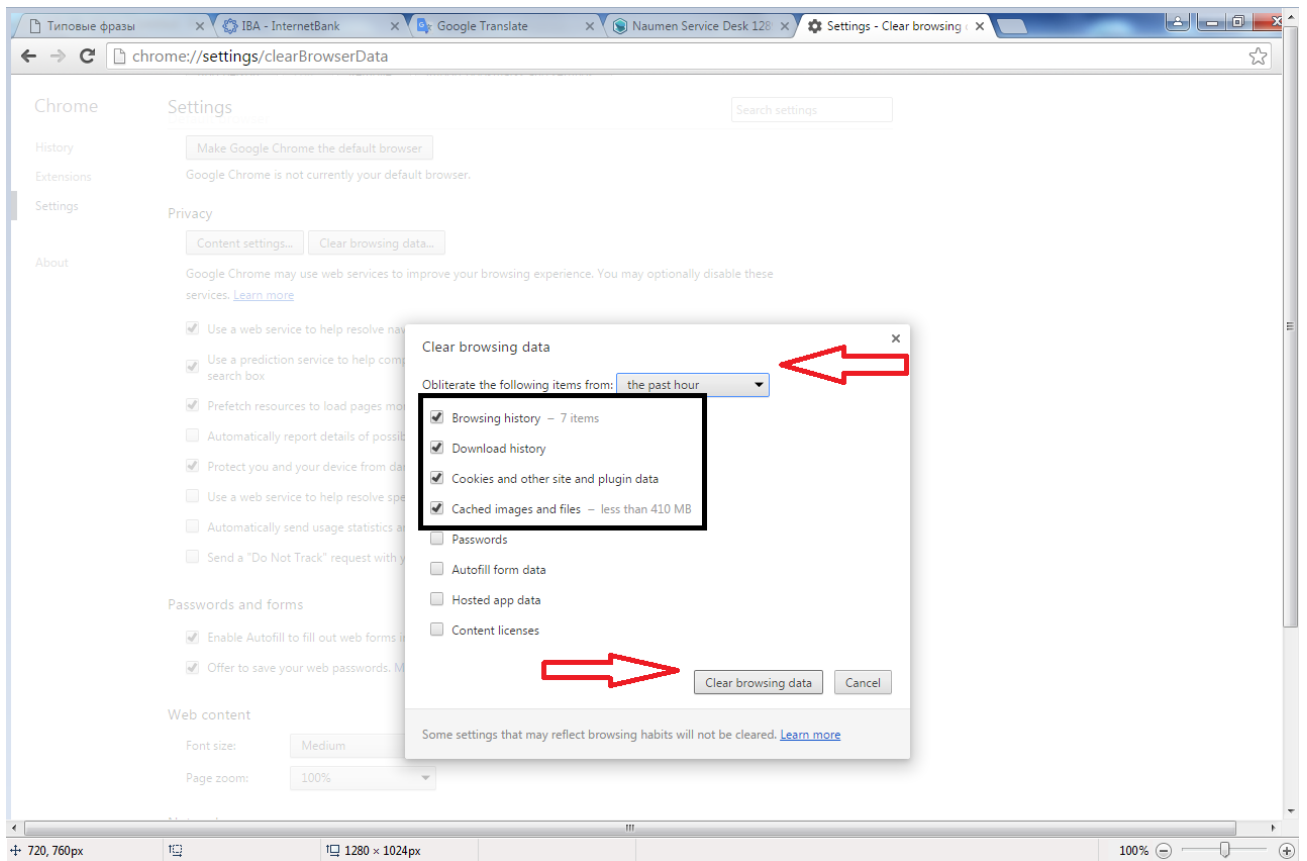 Типовые фразы
IBA - InternetBank
Google Translate
Naumen Service Desk 128
Settings - Clear browsing
chrome://settings/clearBrowserData
Chrome
Settings
Search settings
History
Make Google Chrome the default browser
Extensions
Google Chrome is not currently your default browser.
Settings
Privacy
Content settings...
Clear browsing data...
About
Google Chrome may use web services to improve your browsing experience. You may optionally disable these
services. Learn more
Use a web service to help resolve nav
Use a prediction service to help comp
search box
Prefetch resources to load pages mo
Automatically report details of possib
Protect you and your device from da
Use a web service to help resolve spe
Automatically send usage statistics a
Send a "Do Not Track" request with y
Passwords and forms
Enable Autofill to fill out web forms i
Offer to save your web passwords. M
Web content
Font size:
Medium
Page zoom:
100%
Clear browsing data
Obliterate the following items from: the past hour
Browsing history – 7 items
Download history
Cookies and other site and plugin data
Cached images and files – less than 410 MB
Passwords
Autofill form data
Hosted app data
Content licenses
Clear browsing data
Cancel
Some settings that may reflect browsing habits will not be cleared. Learn more
720, 760px
1280 × 1024px
100%